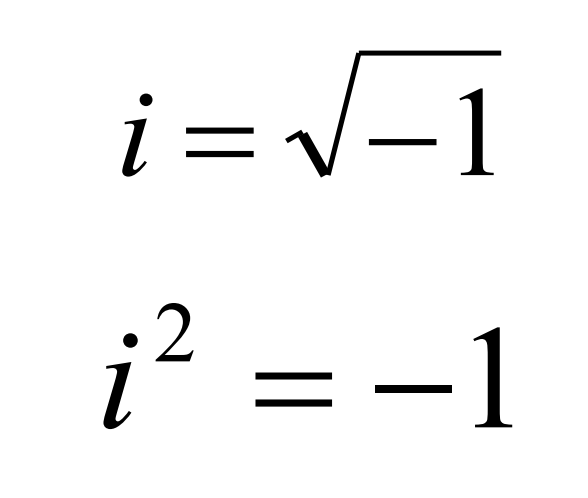 i = √−1
i² = −1